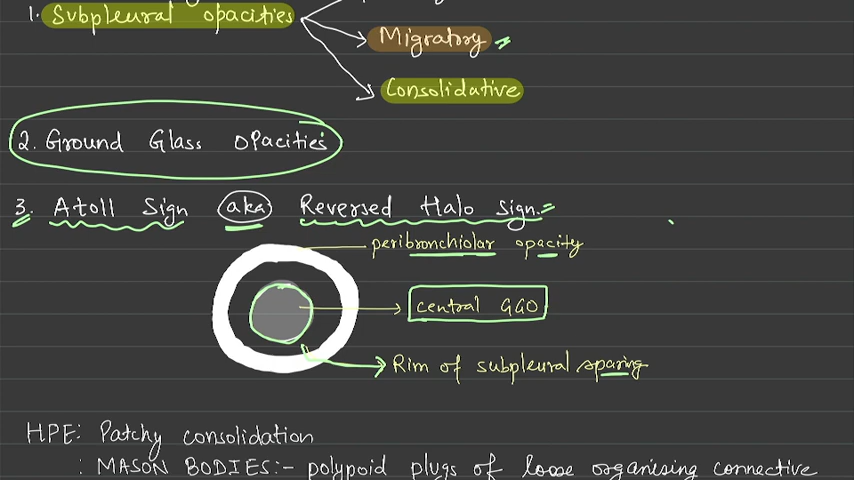 1. Subpleural opacities
Migratory
Consolidative
2. Ground Glass opacities
3. Atoll Sign aka Reversed Halo Sign.
peribronchiolar opacity
central GGO
Rim of subpleural sparing
HPE: Patchy consolidation
: MASON BODIES:- polypoid plugs of loose organising connective